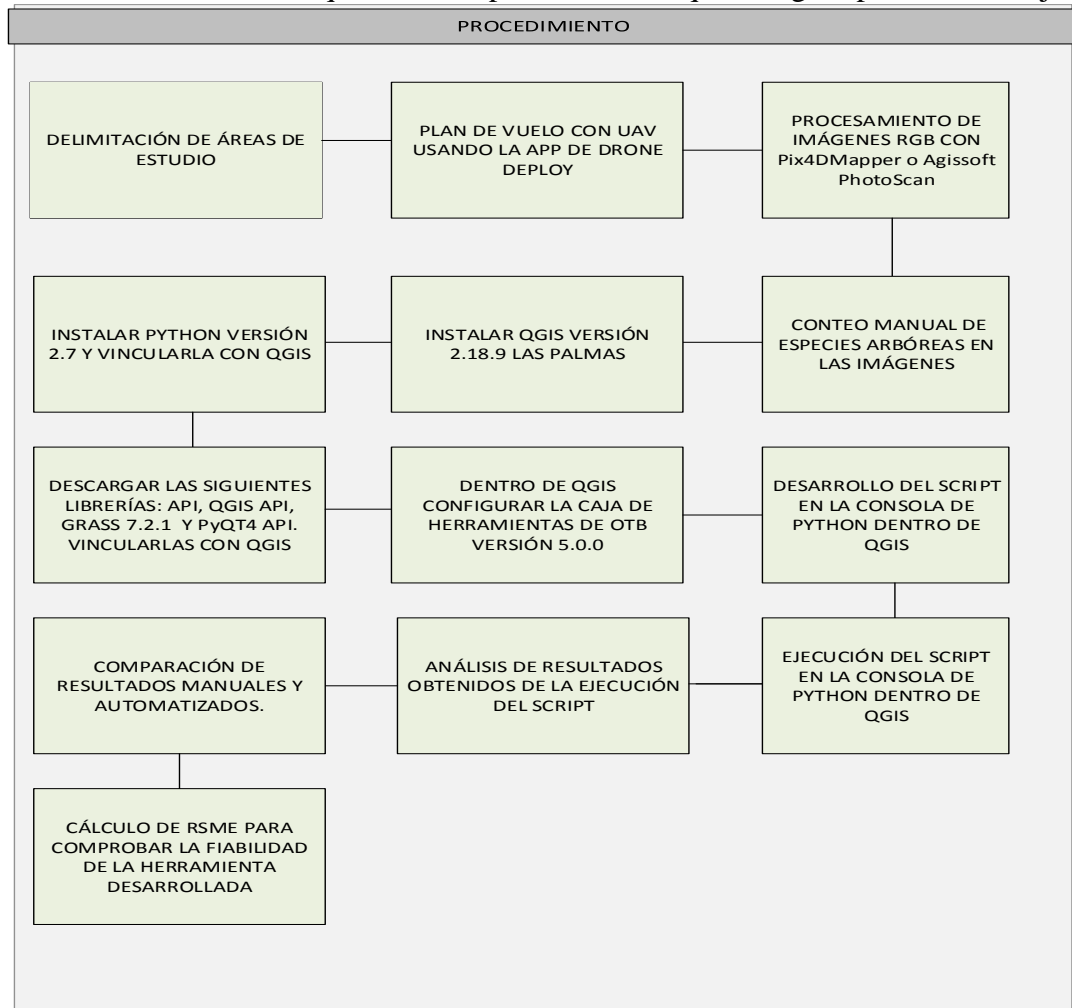 PROCEDIMIENTO
DELIMITACIÓN DE ÁREAS DE
ESTUDIO
PLAN DE VUELO CON UAV
USANDO LA APP DE DRONE
DEPLOY
PROCESAMIENTO DE
IMÁGENES RGB CON
Pix4DMapper o Agissoft
PhotoScan
INSTALAR PYTHON VERSIÓN
2.7 Y VINCULARLA CON QGIS
INSTALAR QGIS VERSIÓN
2.18.9 LAS PALMAS
CONTEO MANUAL DE
ESPECIES ARBÓREAS EN
LAS IMÁGENES
DESCARGAR LAS SIGUIENTES
LIBRERÍAS: API, QGIS API,
GRASS 7.2.1 Y PyQT4 API.
VINCULARLAS CON QGIS
DENTRO DE QGIS
CONFIGURAR LA CAJA DE
HERRAMIENTAS DE OTB
VERSIÓN 5.0.0
DESARROLLO DEL SCRIPT
EN LA CONSOLA DE
PYTHON DENTRO DE
QGIS
COMPARACIÓN DE
RESULTADOS MANUALES Y
AUTOMATIZADOS.
ANÁLISIS DE RESULTADOS
OBTENIDOS DE LA EJECUCIÓN
DEL SCRIPT
EJECUCIÓN DEL SCRIPT
EN LA CONSOLA DE
PYTHON DENTRO DE
QGIS
CÁLCULO DE RSME PARA
COMPROBAR LA FIABILIDAD
DE LA HERRAMIENTA
DESARROLLADA